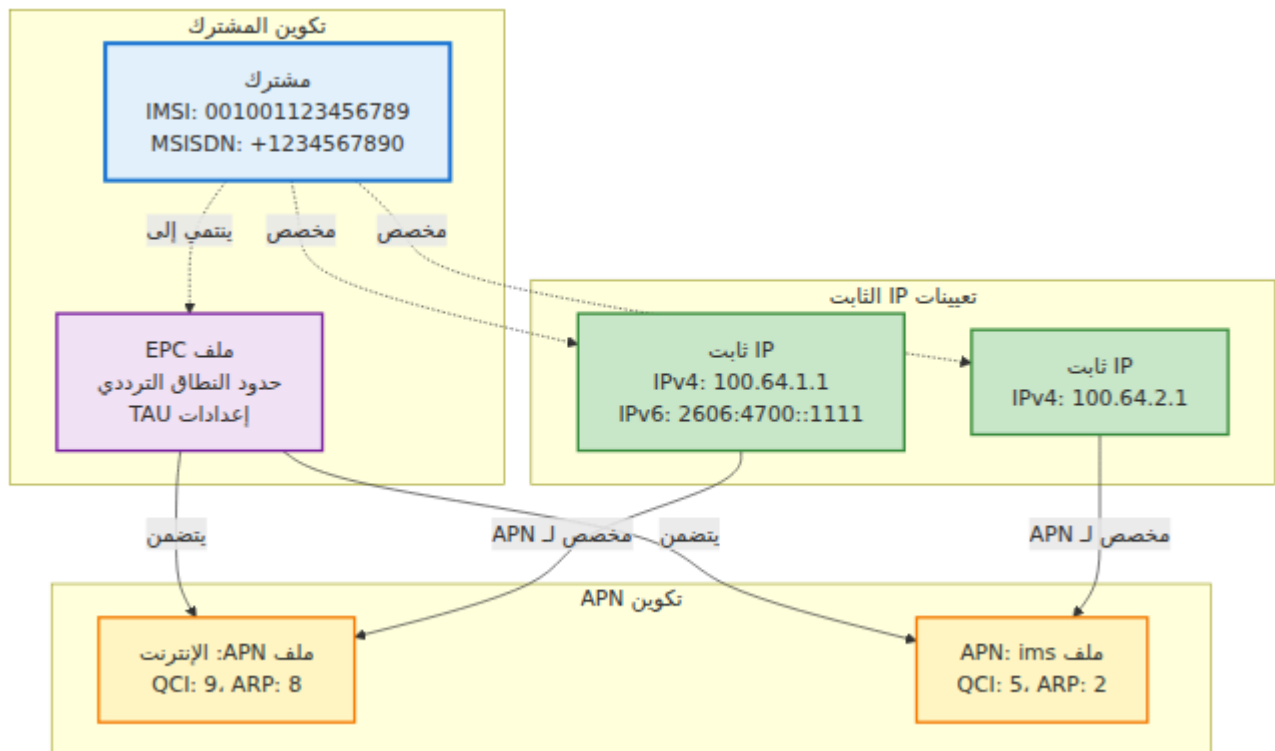 تكوين المشترك
مشترك
IMSI: 001001123456789
MSISDN: +1234567890
ينتمي إلى
مخصص
مخصص
تعيينات IP الثابت
ملف EPC
حدود النطاق الترددي
إعدادات TAU
IP ثابت
IPv4: 100.64.1.1
IPv6: 2606:4700::1111
IP ثابت
IPv4: 100.64.2.1
يتضمن
مخصص لـ APN
يتضمن
مخصص لـ APN
تكوين APN
ملف APN: الإنترنت
QCI: 9، ARP: 8
ملف APN: ims
QCI: 5، ARP: 2